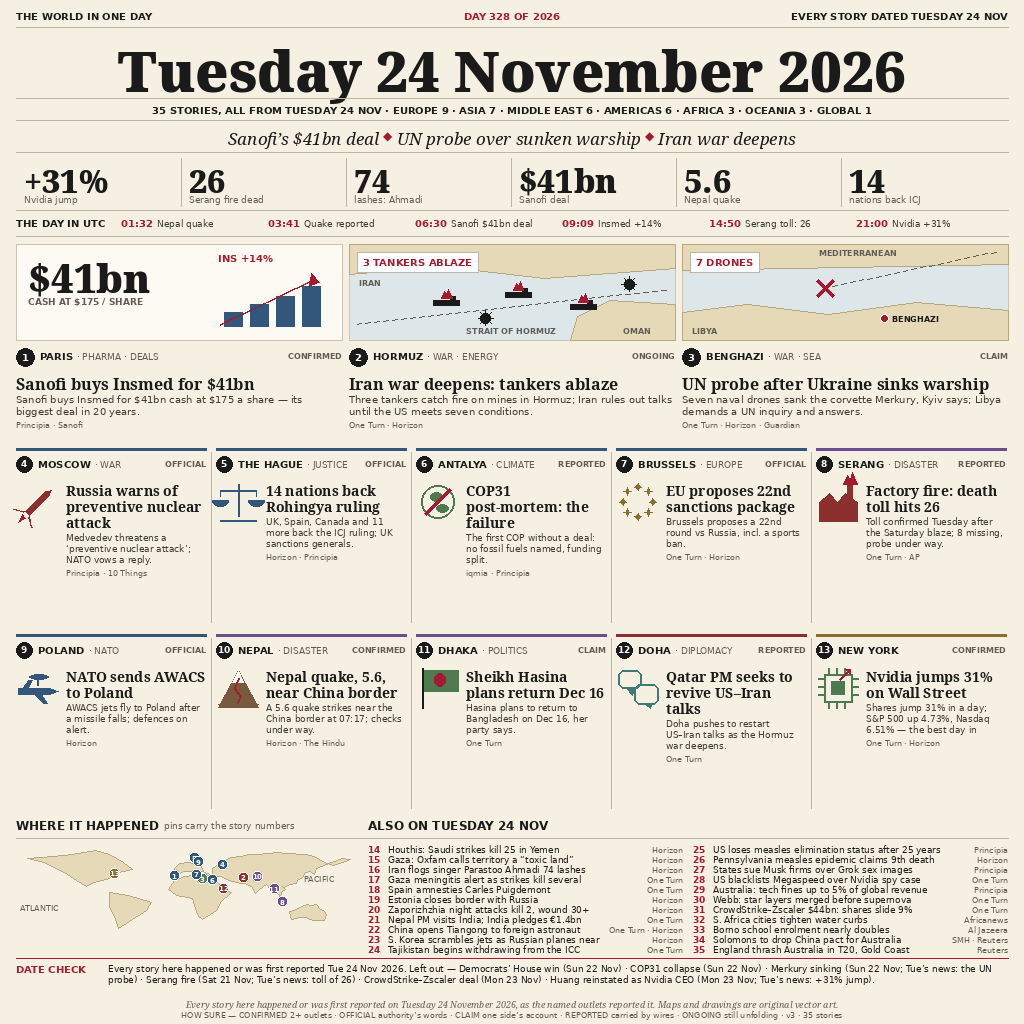 THE WORLD IN ONE DAY
DAY 328 OF 2026
EVERY STORY DATED TUESDAY 24 NOV
Tuesday 24 November 2026
35 STORIES, ALL FROM TUESDAY 24 NOV · EUROPE 9 · ASIA 7 · MIDDLE EAST 6 · AMERICAS 6 · AFRICA 3 · OCEANIA 3 · GLOBAL 1
Sanofi’s $41bn deal ◆ UN probe over sunken warship ◆ Iran war deepens
+31%
Nvidia jump
26
Serang fire dead
74
lashes: Ahmadi
$41bn
Sanofi deal
5.6
Nepal quake
14
nations back ICJ
THE DAY IN UTC
01:32 Nepal quake
03:41 Quake reported
06:30 Sanofi $41bn deal
09:09 Insmed +14%
14:50 Serang toll: 26
21:00 Nvidia +31%
$41bn
CASH AT $175 / SHARE
INS +14%
3 TANKERS ABLAZE
IRAN
STRAIT OF HORMUZ
OMAN
7 DRONES
MEDITERRANEAN
BENGHAZI
LIBYA
1 PARIS · PHARMA · DEALS
CONFIRMED
Sanofi buys Insmed for $41bn
Sanofi buys Insmed for $41bn cash at $175 a share — its
biggest deal in 20 years.
Principia · Sanofi
2 HORMUZ · WAR · ENERGY
ONGOING
Iran war deepens: tankers ablaze
Three tankers catch fire on mines in Hormuz; Iran rules out talks
until the US meets seven conditions.
One Turn · Horizon
3 BENGHAZI · WAR · SEA
CLAIM
UN probe after Ukraine sinks warship
Seven naval drones sank the corvette Merkury, Kyiv says; Libya
demands a UN inquiry and answers.
One Turn · Horizon · Guardian
4 MOSCOW · WAR
OFFICIAL
Russia warns of
preventive nuclear
attack
Medvedev threatens a
‘preventive nuclear attack’;
NATO vows a reply.
Principia · 10 Things
5 THE HAGUE · JUSTICE
OFFICIAL
14 nations back
Rohingya ruling
UK, Spain, Canada and 11
more back the ICJ ruling; UK
sanctions generals.
Horizon · Principia
6 ANTALYA · CLIMATE
REPORTED
COP31
post-mortem: the
failure
The first COP without a deal:
no fossil fuels named, funding
split.
iqmia · Principia
7 BRUSSELS · EUROPE
OFFICIAL
EU proposes 22nd
sanctions package
Brussels proposes a 22nd
round vs Russia, incl. a sports
ban.
One Turn · Horizon
8 SERANG · DISASTER
REPORTED
Factory fire: death
toll hits 26
Toll confirmed Tuesday after
the Saturday blaze; 8 missing,
probe under way.
One Turn · AP
9 POLAND · NATO
OFFICIAL
NATO sends AWACS
to Poland
AWACS jets fly to Poland after
a missile falls; defences on
alert.
Horizon
10 NEPAL · DISASTER
CONFIRMED
Nepal quake, 5.6,
near China border
A 5.6 quake strikes near the
China border at 07:17; checks
under way.
Horizon · The Hindu
11 DHAKA · POLITICS
CLAIM
Sheikh Hasina
plans return Dec 16
Hasina plans to return to
Bangladesh on Dec 16, her
party says.
One Turn
12 DOHA · DIPLOMACY
REPORTED
Qatar PM seeks to
revive US–Iran
talks
Doha pushes to restart
US–Iran talks as the Hormuz
war deepens.
One Turn
13 NEW YORK
CONFIRMED
Nvidia jumps 31%
on Wall Street
Shares jump 31% in a day;
S&P 500 up 4.73%, Nasdaq
6.51% — the best day in
One Turn · Horizon
WHERE IT HAPPENED pins carry the story numbers
ATLANTIC
PACIFIC
13
1
9
7
3
6
4
12
2
10
11
8
ALSO ON TUESDAY 24 NOV
14 Houthis: Saudi strikes kill 25 in Yemen Horizon
15 Gaza: Oxfam calls territory a “toxic land” Horizon
16 Iran flogs singer Parastoo Ahmadi 74 lashes Horizon
17 Gaza meningitis alert as strikes kill several One Turn
18 Spain amnesties Carles Puigdemont One Turn
19 Estonia closes border with Russia Horizon
20 Zaporizhzhia night attacks kill 2, wound 30+ Horizon
21 Nepal PM visits India; India pledges €1.4bn One Turn
22 China opens Tiangong to foreign astronaut One Turn · Horizon
23 S. Korea scrambles jets as Russian planes near Horizon
24 Tajikistan begins withdrawing from the ICC One Turn
25 US loses measles elimination status after 25 years Principia
26 Pennsylvania measles epidemic claims 9th death Horizon
27 States sue Musk firms over Grok sex images Principia
28 US blacklists Megaspeed over Nvidia spy case One Turn
29 Australia: tech fines up to 5% of global revenue Principia
30 Webb: star layers merged before supernova One Turn
31 CrowdStrike–Zscaler $44bn: shares slide 9% One Turn
32 S. Africa cities tighten water curbs Africanews
33 Borno school enrolment nearly doubles Al Jazeera
34 Solomons to drop China pact for Australia SMH · Reuters
35 England thrash Australia in T20, Gold Coast Reuters
DATE CHECK
Every story here happened or was first reported Tue 24 Nov 2026. Left out — Democrats’ House win (Sun 22 Nov) · COP31 collapse (Sun 22 Nov) · Merkury sinking (Sun 22 Nov; Tue’s news: the UN
probe) · Serang fire (Sat 21 Nov; Tue’s news: toll of 26) · CrowdStrike–Zscaler deal (Mon 23 Nov) · Huang reinstated as Nvidia CEO (Mon 23 Nov; Tue’s news: +31% jump).
Every story here happened or was first reported on Tuesday 24 November 2026, as the named outlets reported it. Maps and drawings are original vector art.
HOW SURE — CONFIRMED 2+ outlets · OFFICIAL authority’s words · CLAIM one side’s account · REPORTED carried by wires · ONGOING still unfolding · v3 · 35 stories